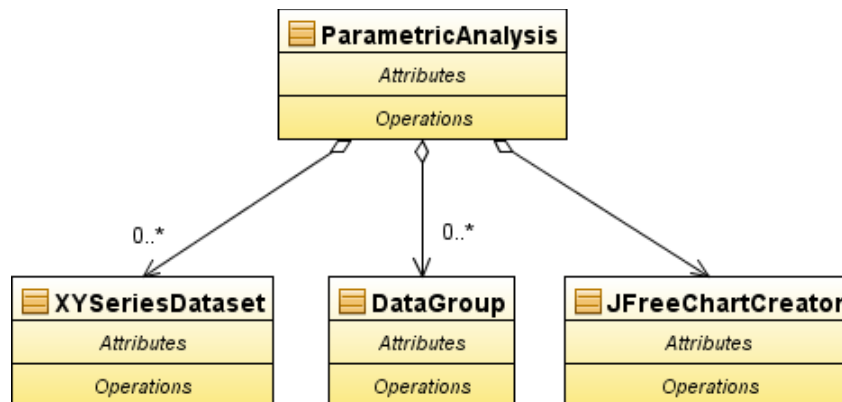 ParametricAnalysis
Attributes
Operations
0..*
0..*
XYSeriesDataset
DataGroup
JFreeChartCreator
Attributes
Attributes
Attributes
Operations
Operations
Operations